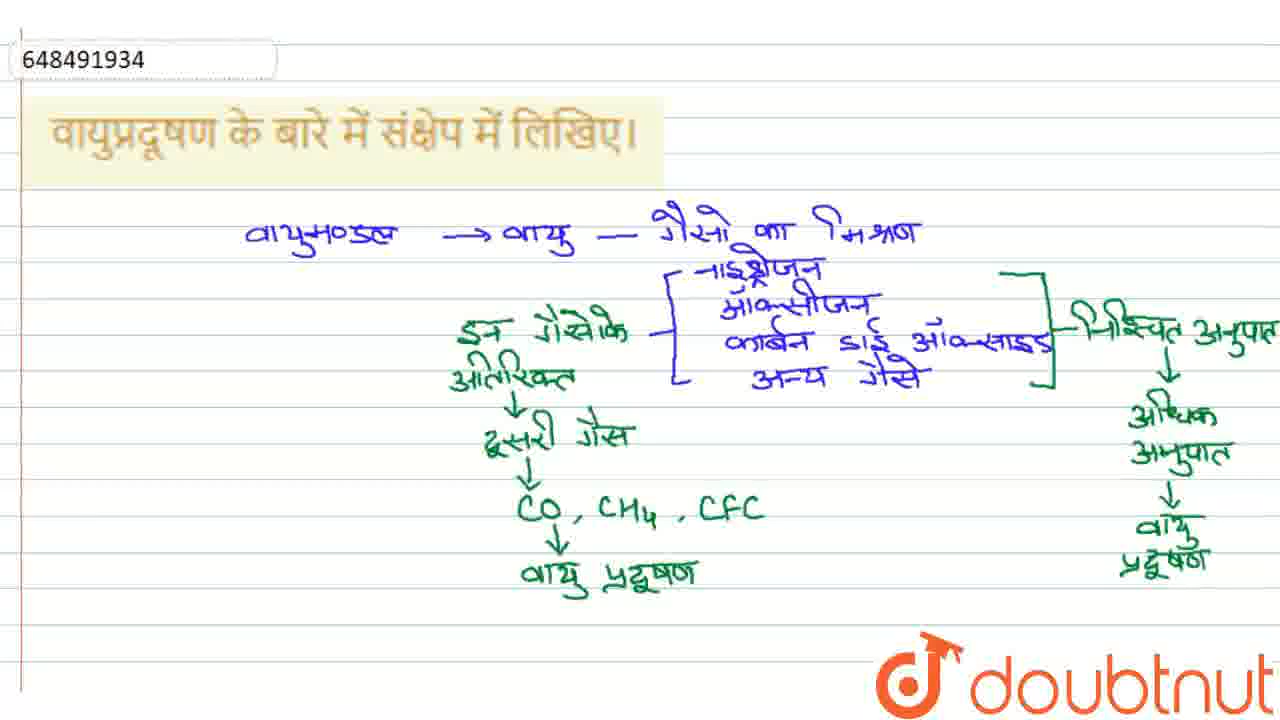 648491934
वायुप्रदूषण के बारे में संक्षेप में लिखिए।
वायुमण्डल → वायु — गैसो का मिश्रण
नाइट्रोजन
ऑक्सीजन
कार्बन डाई ऑक्साइड
अन्य गैसे
इन गैसोके
अतिरिक्त
↓
दूसरी गैस
↓
CO, CH4, CFC
↓
वायु प्रदूषण
निश्चित अनुपात
↓
अधिक
अनुपात
↓
वायु
प्रदूषण
doubtnut